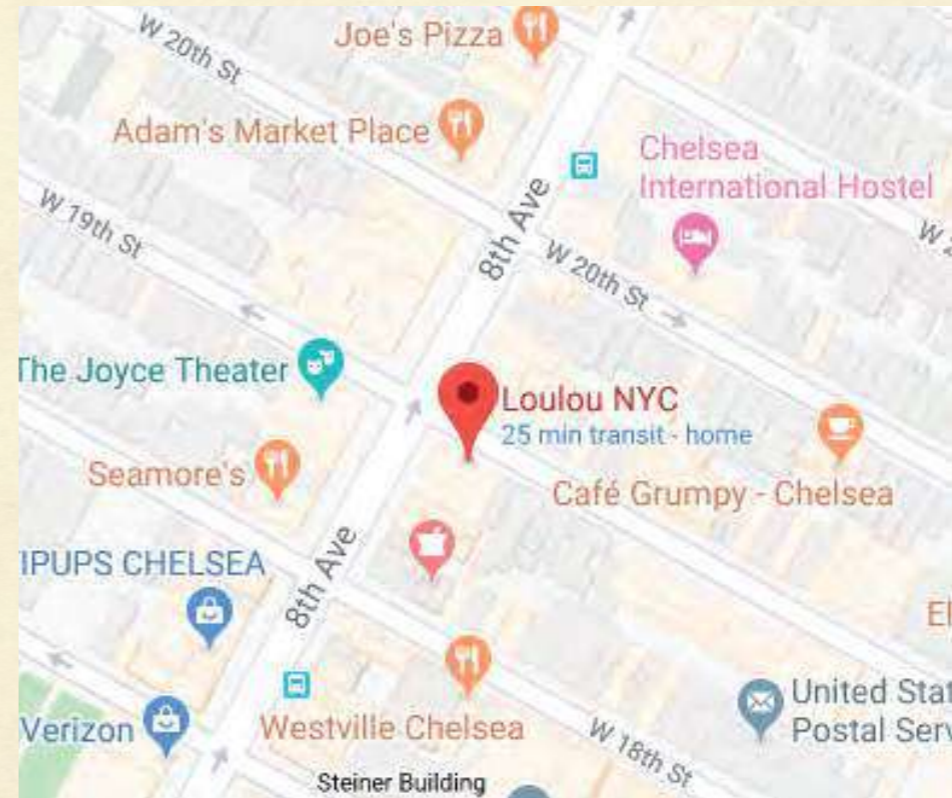 W 20th St
Joe's Pizza
Adam's Market Place
Chelsea
International Hostel
W 19th St
8th Ave
W 20th St
The Joyce Theater
Loulou NYC
25 min transit - home
Seamore's
Café Grumpy - Chelsea
IPUPS CHELSEA
8th Ave
United Stat
Postal Serv
Verizon
Westville Chelsea
W 18th St
Steiner Building